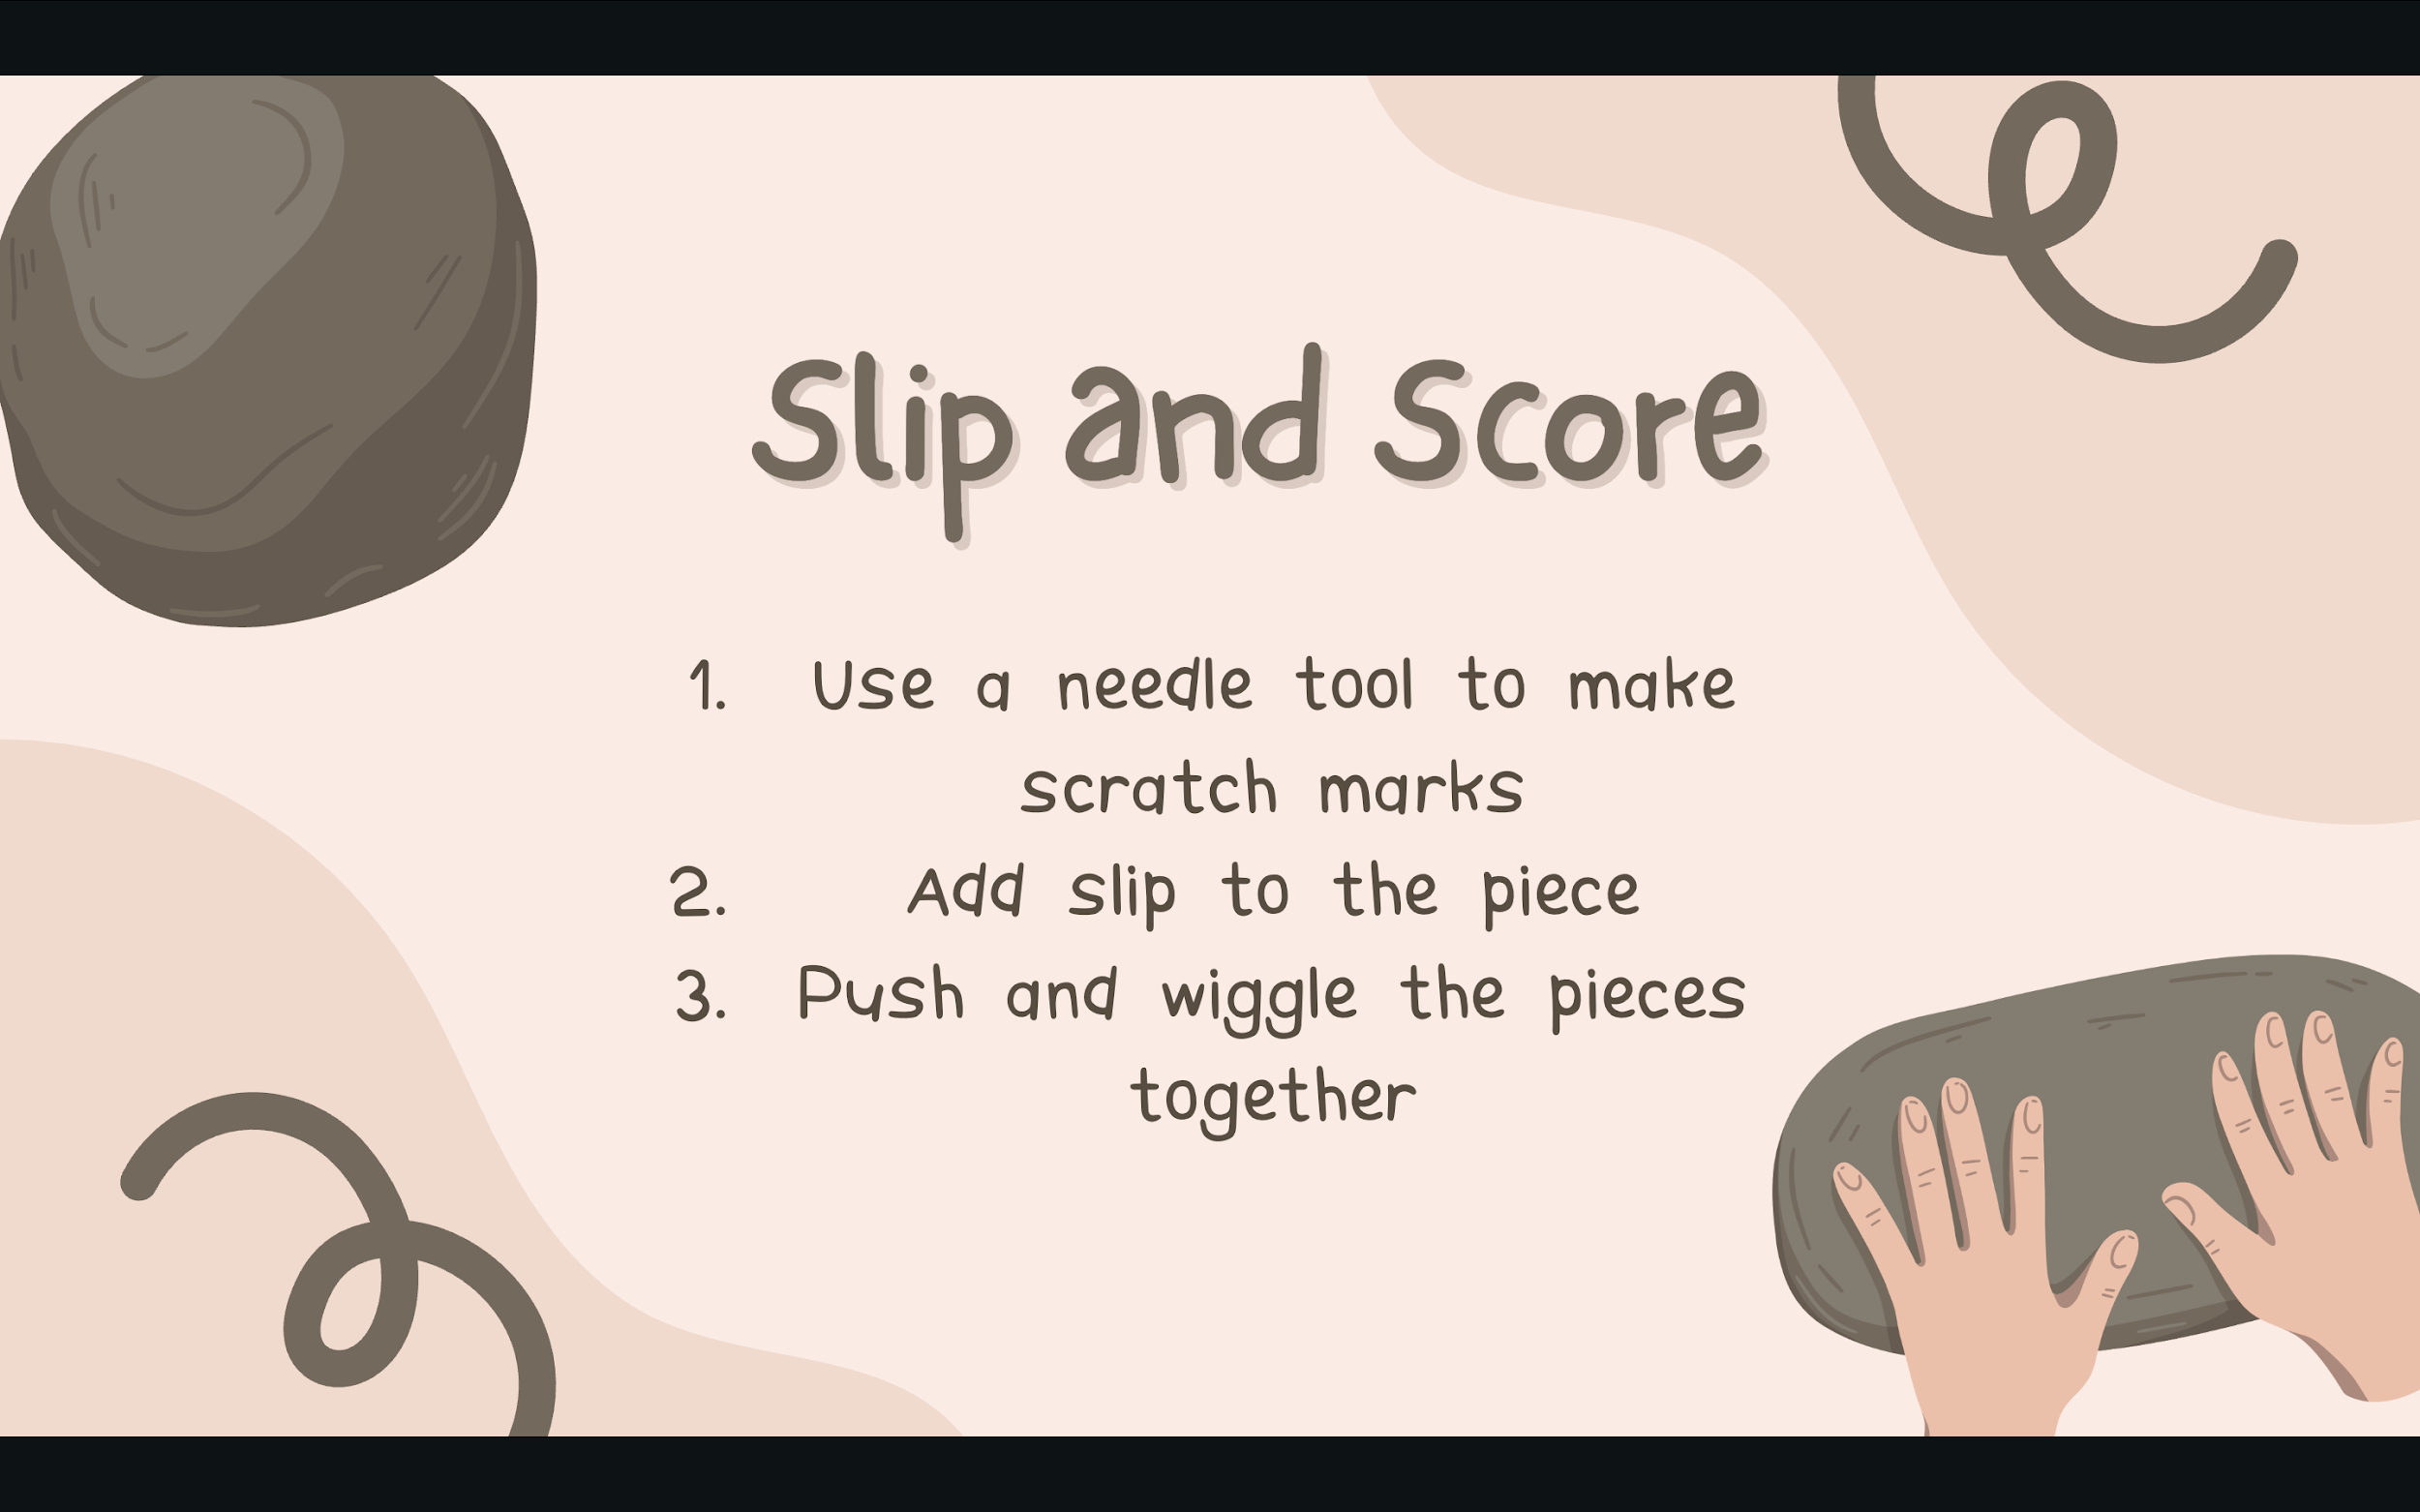 Slip and Score
1. Use a needle tool to make
scratch marks
2. Add slip to the piece
3. Push and wiggle the pieces
together